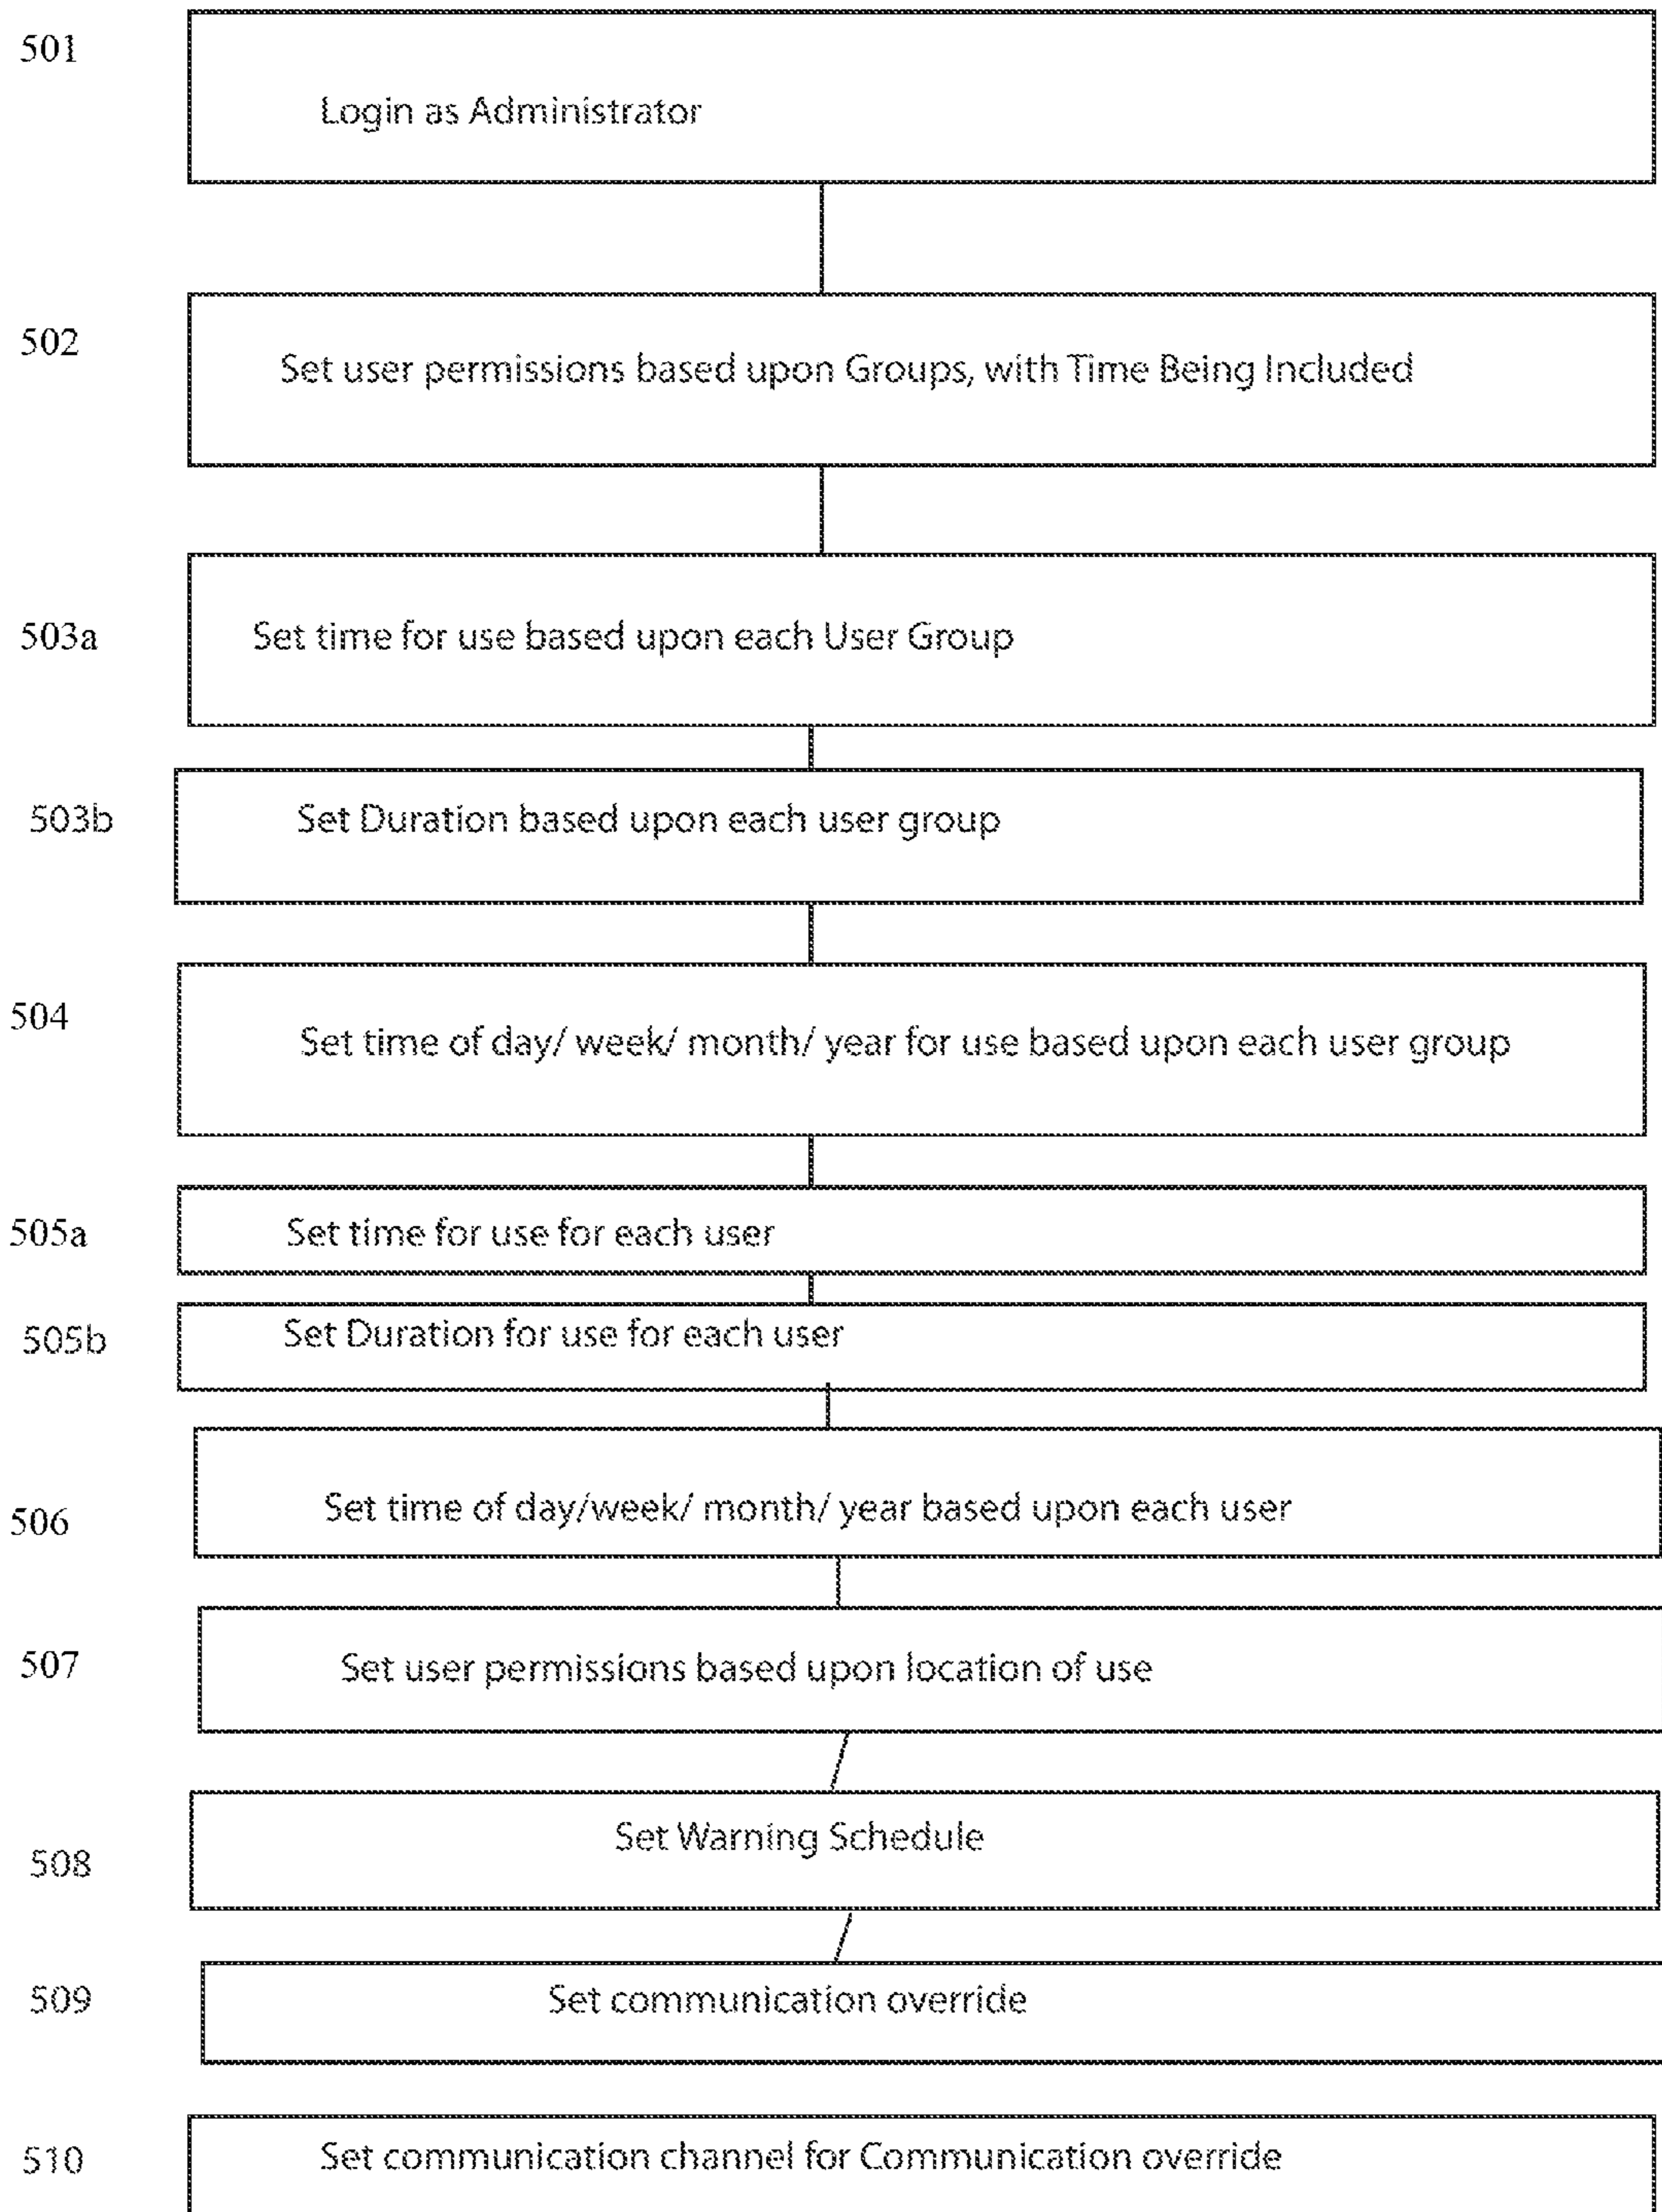 501
Login as Administrator
502
Set user permissions based upon Groups, with Time Being Included
503a
Set time for use based upon each User Group
503b
Set Duration based upon each user group
504
Set time of day/ week/ month/ year for use based upon each user group
505a
Set time for use for each user
505b
Set Duration for use for each user
506
Set time of day/week/ month/ year based upon each user
507
Set user permissions based upon location of use
508
Set Warning Schedule
509
Set communication override
510
Set communication channel for Communication override